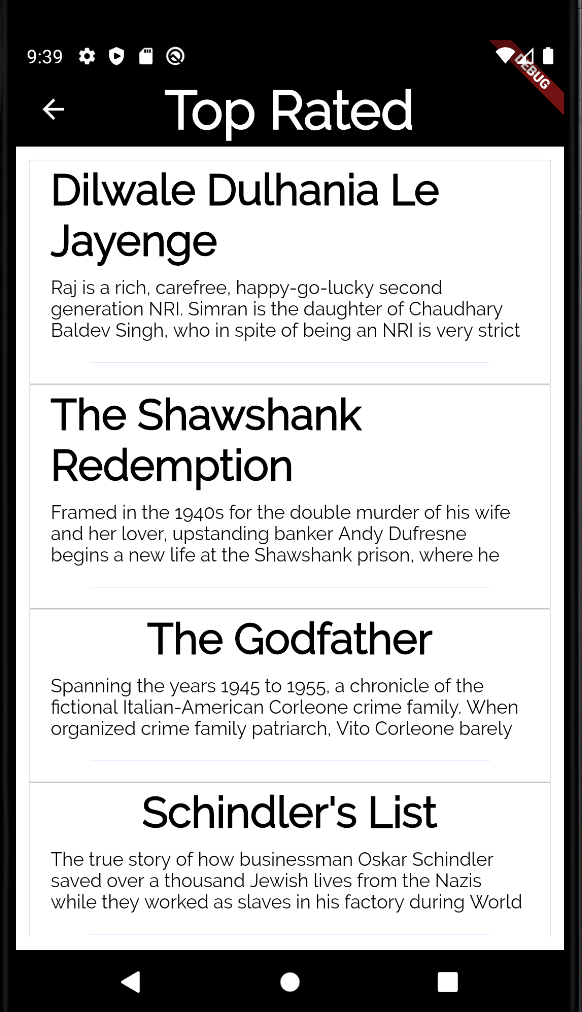 9:39
DEBUG
Top Rated
Dilwale Dulhania Le
Jayenge
Raj is a rich, carefree, happy-go-lucky second
generation NRI. Simran is the daughter of Chaudhary
Baldev Singh, who in spite of being an NRI is very strict
The Shawshank
Redemption
Framed in the 1940s for the double murder of his wife
and her lover, upstanding banker Andy Dufresne
begins a new life at the Shawshank prison, where he
The Godfather
Spanning the years 1945 to 1955, a chronicle of the
fictional Italian-American Corleone crime family. When
organized crime family patriarch, Vito Corleone barely
Schindler's List
The true story of how businessman Oskar Schindler
saved over a thousand Jewish lives from the Nazis
while they worked as slaves in his factory during World